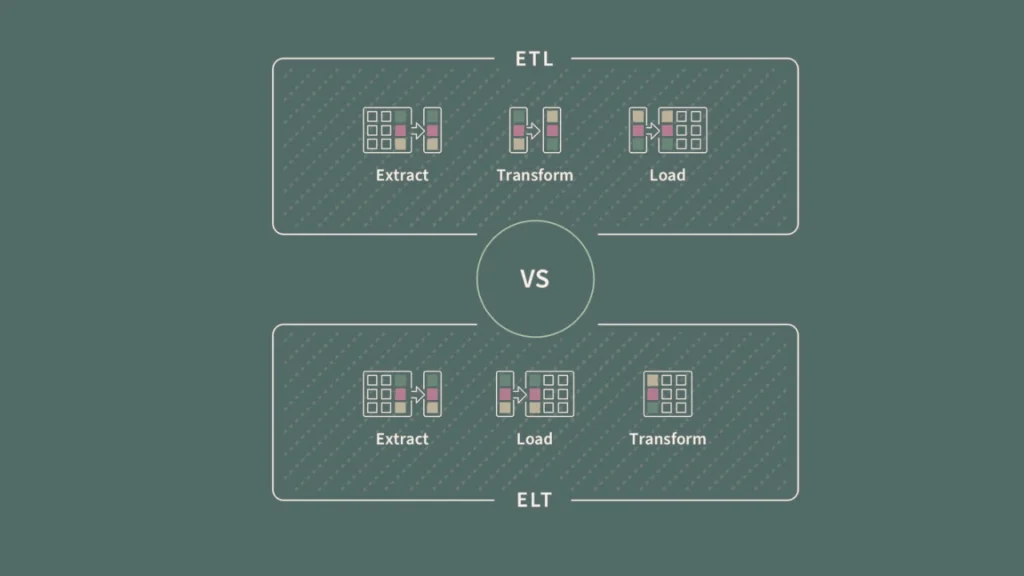 ETL
Extract
Transform
Load
VS
Extract
Load
Transform
ELT